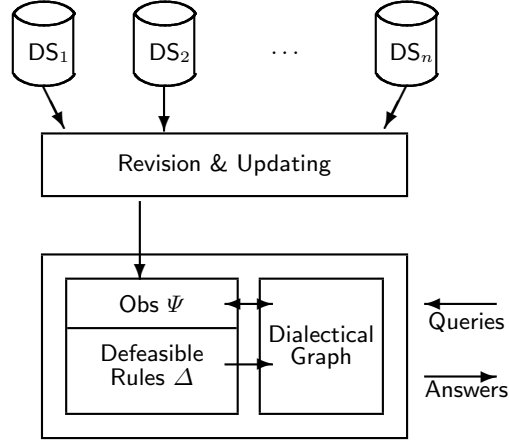 DS₁ DS₂ ... DSₙ
Revision & Updating
Obs Ψ
Defeasible
Rules Δ
Dialectical
Graph
Queries
Answers